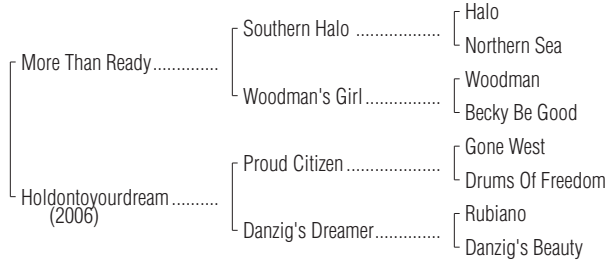 Halo
Southern Halo ..................
Northern Sea
More Than Ready..............
Woodman
Woodman's Girl ................
Becky Be Good
Gone West
Proud Citizen ....................
Drums Of Freedom
Holdontoyourdream ..........
(2006)
Rubiano
Danzig's Dreamer..............
Danzig's Beauty